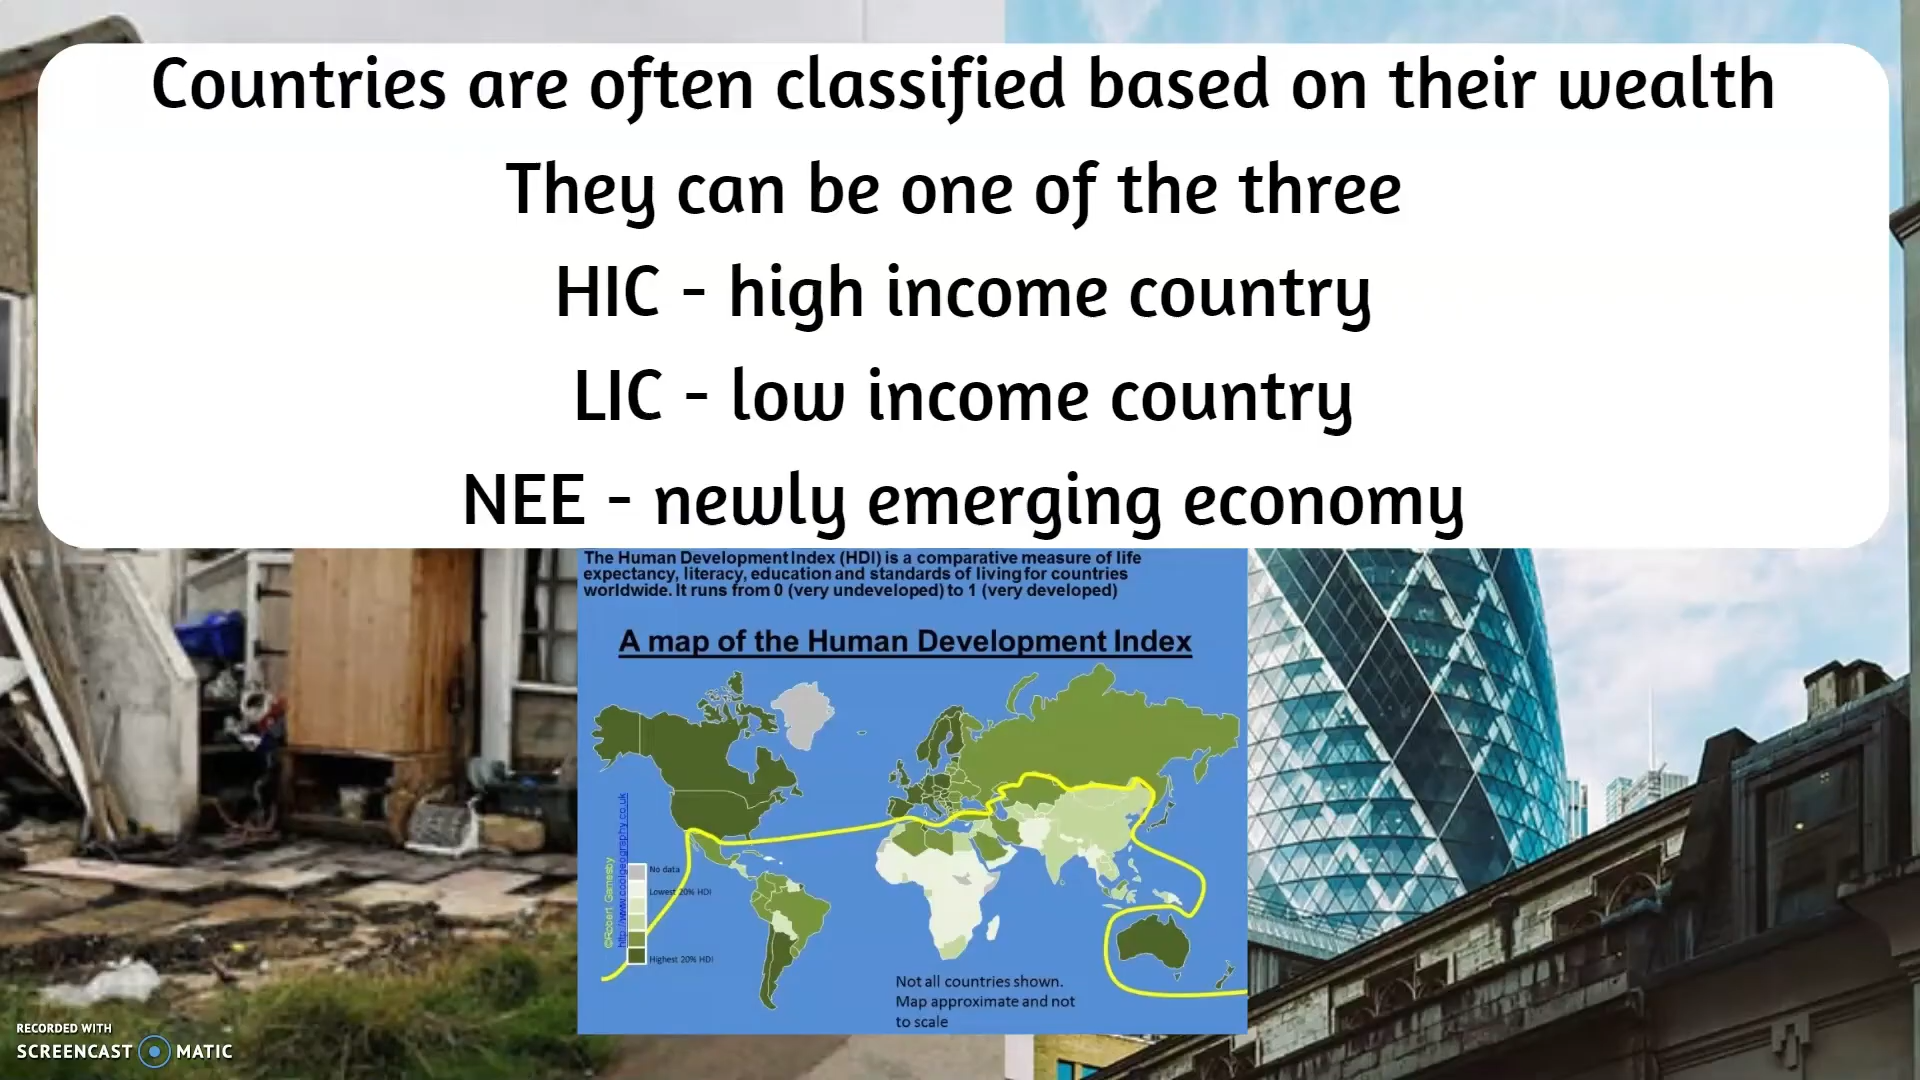 Countries are often classified based on their wealth
They can be one of the three
HIC - high income country
LIC - low income country
NEE - newly emerging economy
The Human Development Index (HDI) is a comparative measure of life
expectancy, literacy, education and standards of living for countries
worldwide. It runs from 0 (very undeveloped) to 1 (very developed)
A map of the Human Development Index
©Robert Gamesby
http://www.coolgeography.co.uk
No data
Lowest 20% HDI
Highest 20% HDI
Not all countries shown.
Map approximate and not
to scale
RECORDED WITH
SCREENCAST MATIC